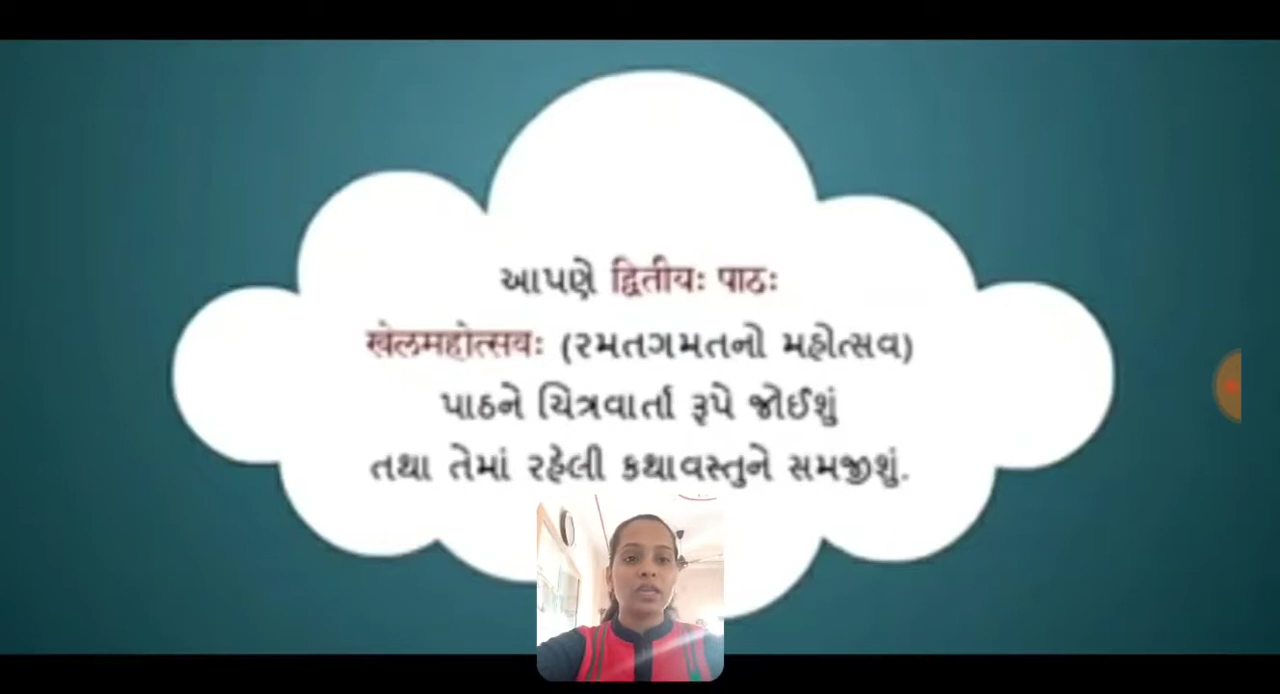 આપણે द्वितीयः पाठः
खेलमहोत्सवः (રમતગમતનો મહોત્સવ)
પાઠને ચિત્રવાર્તા રૂપે જોઈશું
તથા તેમાં રહેલી કથાવસ્તુને સમજીશું.